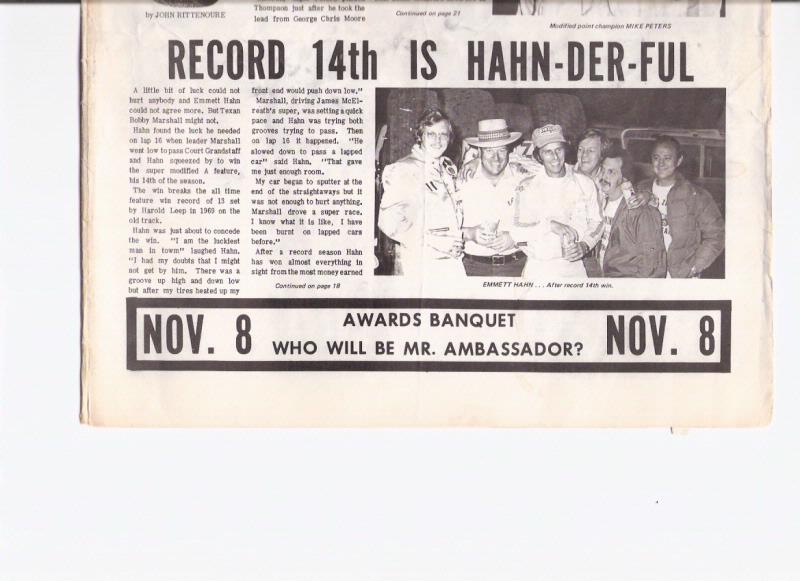 by JOHN RITTENOURE
Thompson just after he took the
lead from George Chris Moore
Continued on page 21
Modified point champion MIKE PETERS
RECORD 14th IS HAHN-DER-FUL
A little bit of luck could not
hurt anybody and Emmett Hahn
could not agree more. But Texan
Bobby Marshall might not.
Hahn found the luck he needed
on lap 16 when leader Marshall
went low to pass Court Grandstaff
and Hahn squeezed by to win
the super modified A feature,
his 14th of the season.
The win breaks the all time
feature win record of 13 set
by Harold Leep in 1969 on the
old track.
Hahn was just about to concede
the win. "I am the luckiest
man in town" laughed Hahn.
"I had my doubts that I might
not get by him. There was a
groove up high and down low
but after my tires heated up my
front end would push down low."
Marshall, driving James McEl-
reath's super, was setting a quick
pace and Hahn was trying both
grooves trying to pass. Then
on lap 16 it happened. "He
slowed down to pass a lapped
car" said Hahn. "That gave
me just enough room.
My car began to sputter at the
end of the straightaways but it
was not enough to hurt anything.
Marshall drove a super race.
I know what it is like, I have
been burnt on lapped cars
before."
After a record season Hahn
has won almost everything in
sight from the most money earned
Continued on page 18
EMMETT HAHN . . . After record 14th win.
NOV. 8
AWARDS BANQUET
WHO WILL BE MR. AMBASSADOR?
NOV. 8